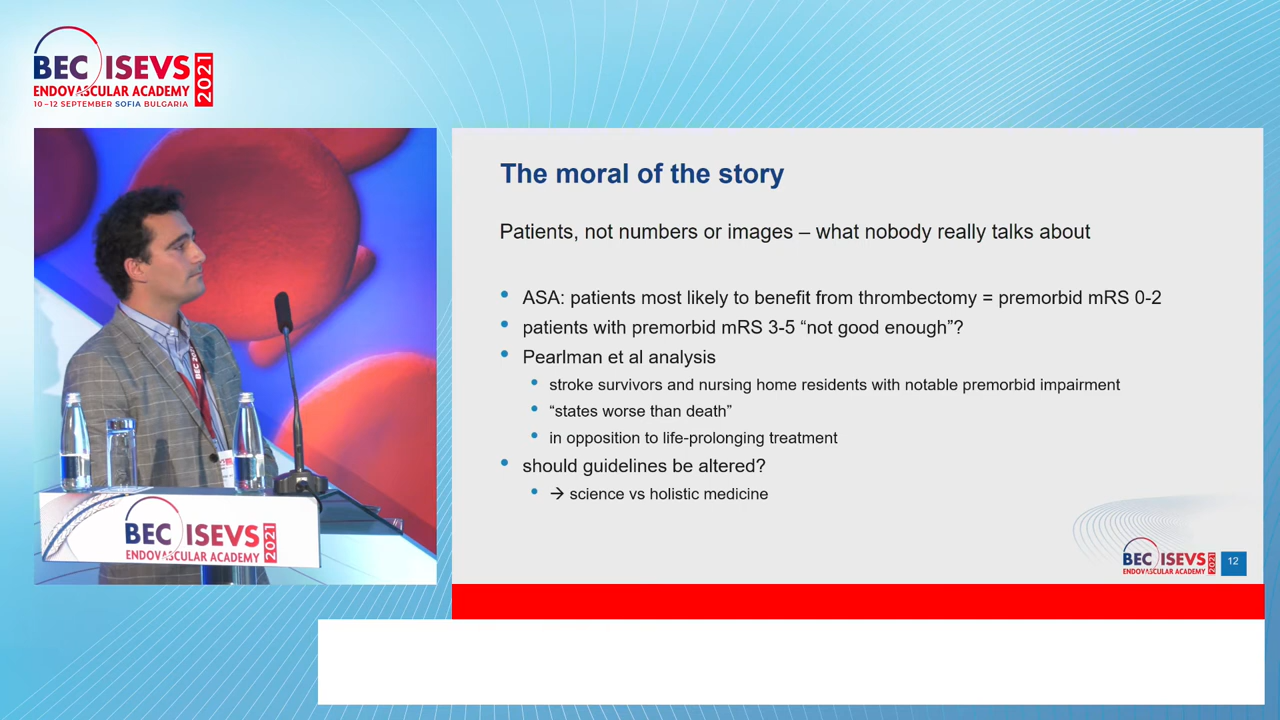 BEC ISEVS 2021
ENDOVASCULAR ACADEMY
10–12 SEPTEMBER SOFIA BULGARIA
BEC 202
BEC ISEVS 2021
ENDOVASCULAR ACADEMY
The moral of the story
Patients, not numbers or images – what nobody really talks about
• ASA: patients most likely to benefit from thrombectomy = premorbid mRS 0-2
• patients with premorbid mRS 3-5 “not good enough”?
• Pearlman et al analysis
• stroke survivors and nursing home residents with notable premorbid impairment
• “states worse than death”
• in opposition to life-prolonging treatment
• should guidelines be altered?
• → science vs holistic medicine
BEC ISEVS 2021
ENDOVASCULAR ACADEMY
12